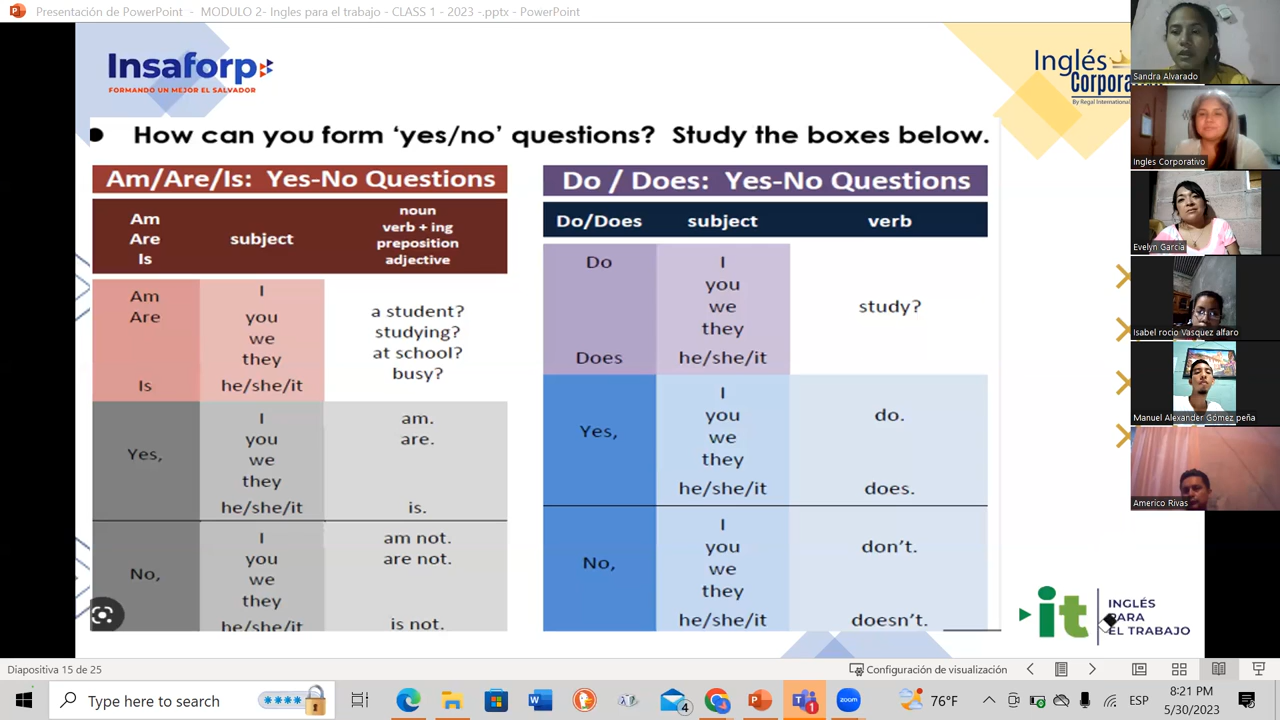 Presentación de PowerPoint - MODULO 2- Ingles para el trabajo - CLASS 1 - 2023 -.pptx - PowerPoint
Insaforp
FORMANDO UN MEJOR EL SALVADOR
Inglés
Corpora
By Regal International
● How can you form ‘yes/no’ questions? Study the boxes below.
Am/Are/Is: Yes-No Questions
Am
Are
Is
subject
noun
verb + ing
preposition
adjective
Am
Are
Is
I
you
we
they
he/she/it
a student?
studying?
at school?
busy?
Yes,
I
you
we
they
he/she/it
am.
are.
is.
No,
I
you
we
they
he/she/it
am not.
are not.
is not.
Do / Does: Yes-No Questions
Do/Does subject verb
Do
Does
I
you
we
they
he/she/it
study?
Yes,
I
you
we
they
he/she/it
do.
does.
No,
I
you
we
they
he/she/it
don’t.
doesn’t.
it
INGLÉS
PARA
EL TRABAJO
Sandra Alvarado
Ingles Corporativo
Evelyn García
Isabel rocio Vasquez alfaro
Manuel Alexander Gómez peña
Americo Rivas
Diapositiva 15 de 25
Configuración de visualización
Type here to search
4
1
zoom
76°F
ESP
8:21 PM
5/30/2023